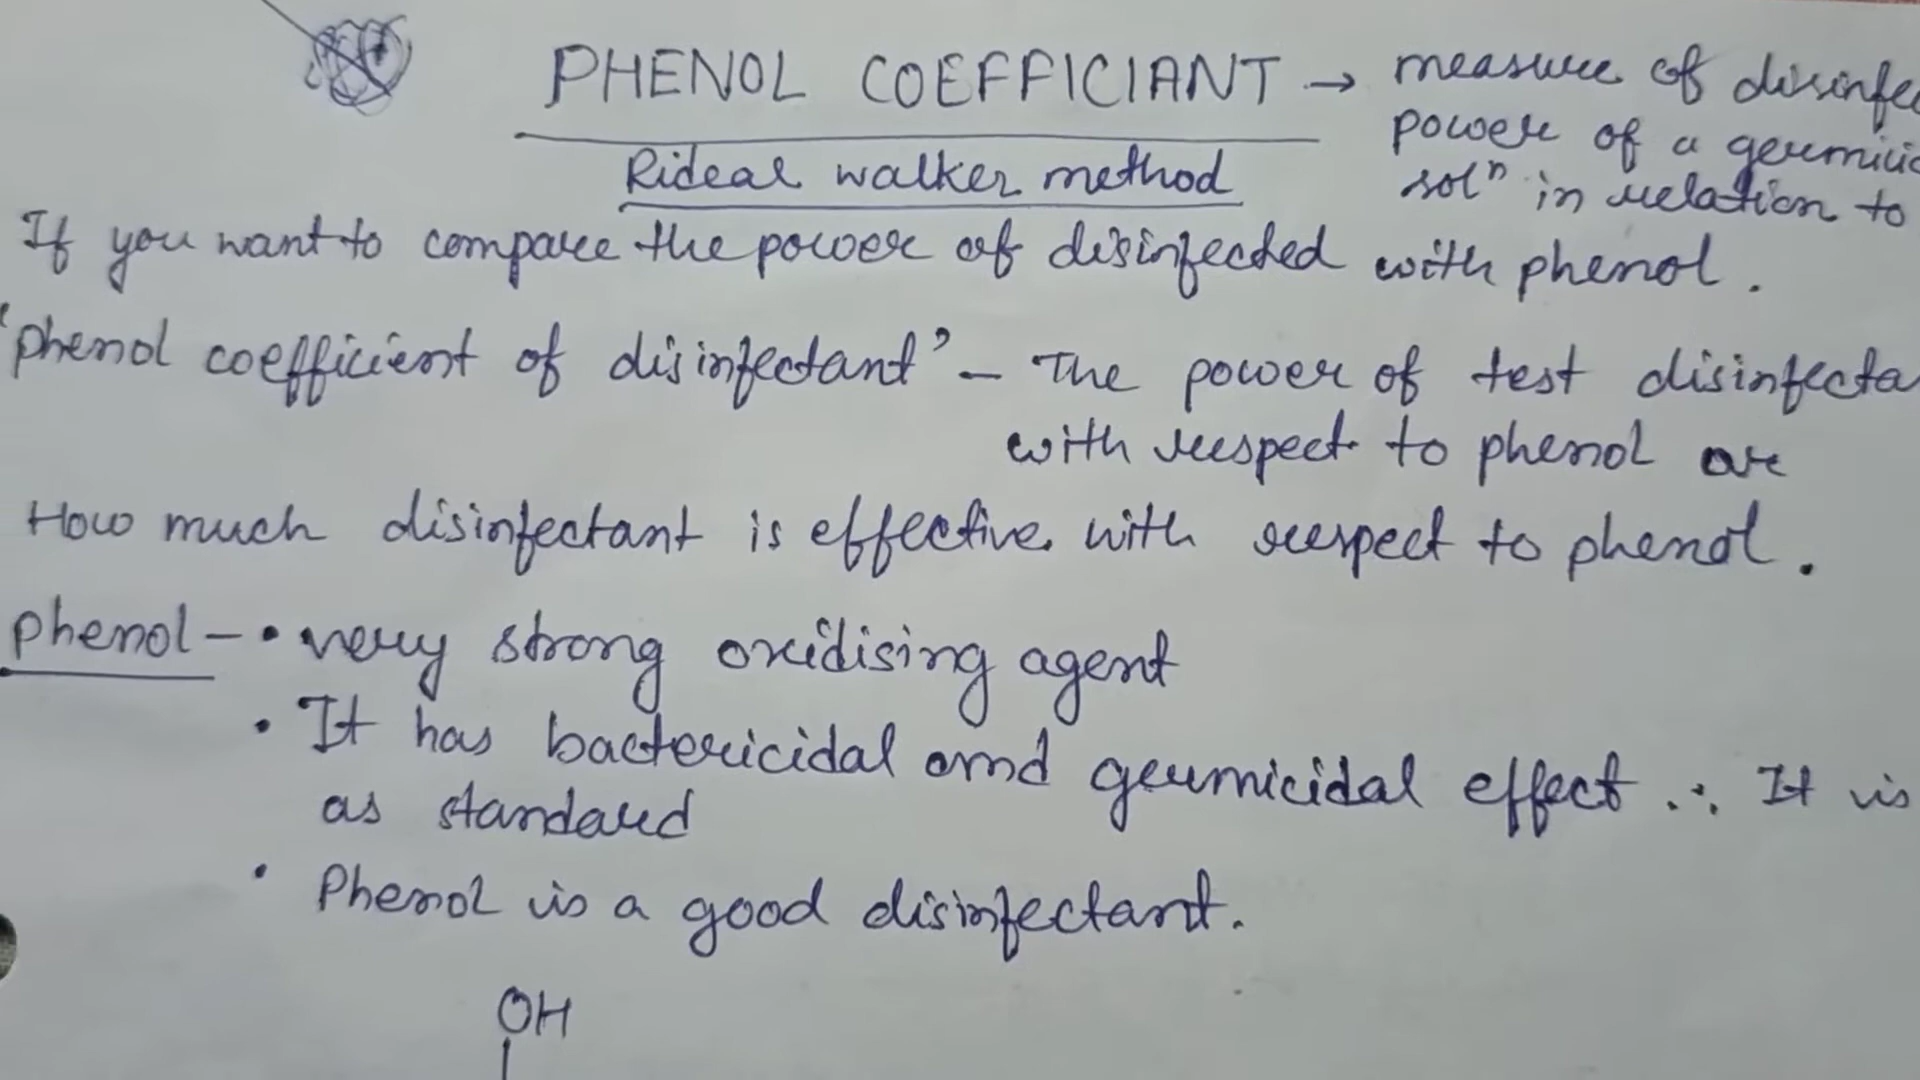 PHENOL COEFFICIANT → measure of disinfec
power of a germici
Rideal walker method
solⁿ in relation to
If you want to compare the power of disinfected with phenol.
'phenol coefficient of disinfectant' - The power of test disinfecta
with respect to phenol are
How much disinfectant is effective with respect to phenol.
phenol - • very strong oxidising agent
• It has bactericidal and germicidal effect ∴ It is
as standard
• Phenol is a good disinfectant.
OH